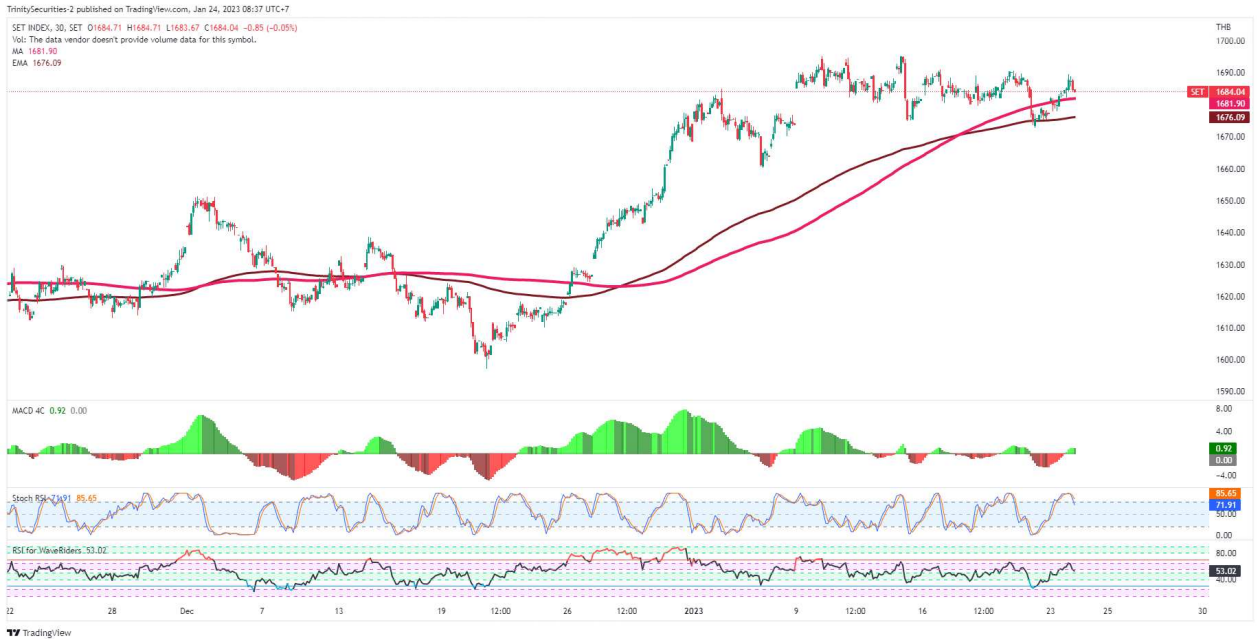 TrinitySecurities-2 published on TradingView.com, Jan 24, 2023 08:37 UTC+7
SET INDEX, 30, SET O1684.71 H1684.71 L1683.67 C1684.04 −0.85 (−0.05%)
Vol: The data vendor doesn't provide volume data for this symbol.
MA 1681.90
EMA 1676.09
THB
1700.00
1690.00
SET 1684.04
1681.90
1676.09
1670.00
1660.00
1650.00
1640.00
1630.00
1620.00
1610.00
1600.00
1590.00
MACD 4C 0.92 0.00
8.00
4.00
0.92
0.00
−4.00
Stoch RSI 71.91 85.65
85.65
71.91
50.00
0.00
RSI for WaveRiders 53.02
80.00
53.02
40.00
22 28 Dec 7 13 19 12:00 26 12:00 2023 9 12:00 16 12:00 23 25 30
TradingView